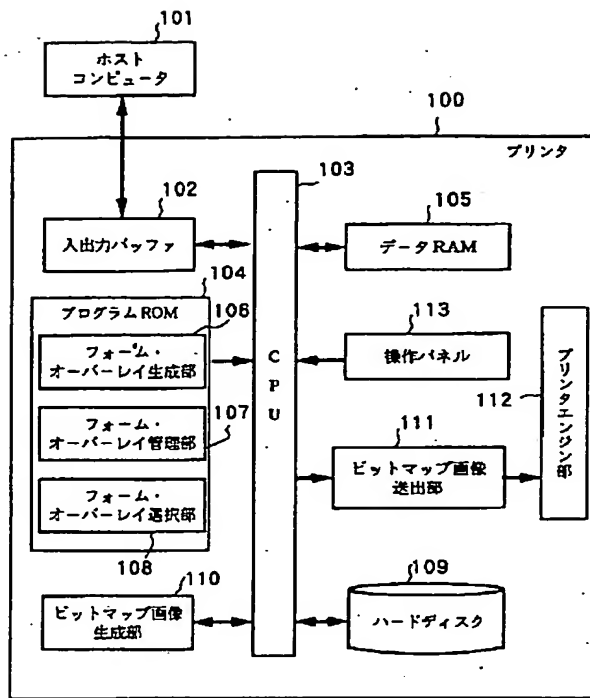 101
ホスト
コンピュータ
100
プリンタ
103
102
入出力バッファ
105
データRAM
104
プログラムROM
106
フォーム・
オーバーレイ生成部
113
操作パネル
CPU
プリンタエンジン部
112
107
フォーム・
オーバーレイ管理部
111
ビットマップ画像
送出部
フォーム・
オーバーレイ選択部
108
110
ビットマップ画像
生成部
109
ハードディスク